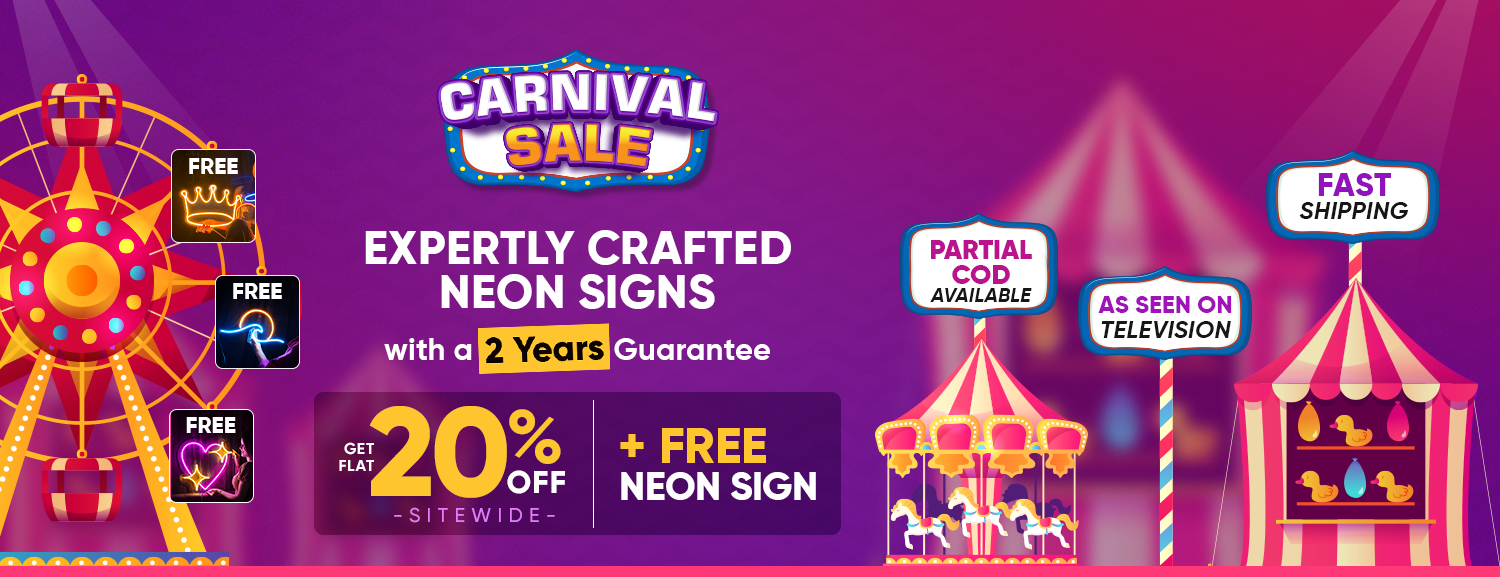 CARNIVAL
SALE
EXPERTLY CRAFTED
NEON SIGNS
with a 2 Years Guarantee
GET
FLAT
20%
OFF
-SITEWIDE-
+ FREE
NEON SIGN
FREE
FREE
FREE
PARTIAL
COD
AVAILABLE
AS SEEN ON
TELEVISION
FAST
SHIPPING